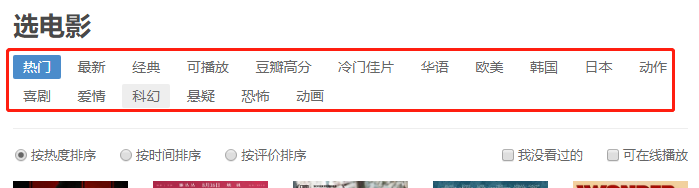 选电影
热门 最新 经典 可播放 豆瓣高分 冷门佳片 华语 欧美 韩国 日本 动作
喜剧 爱情 科幻 悬疑 恐怖 动画
按热度排序 按时间排序 按评价排序 我没看过的 可在线播放